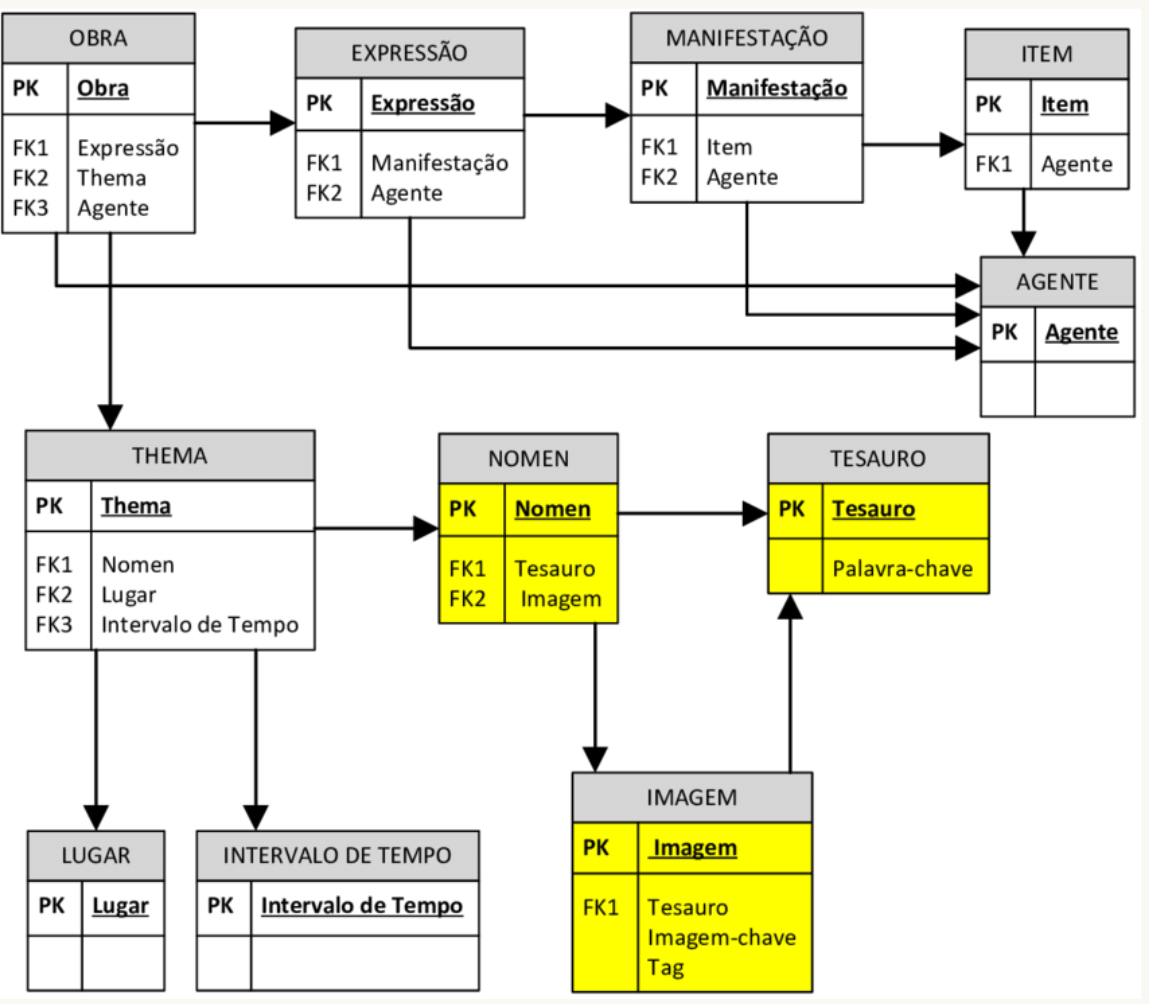 OBRA
PK Obra
FK1 Expressão
FK2 Thema
FK3 Agente
EXPRESSÃO
PK Expressão
FK1 Manifestação
FK2 Agente
MANIFESTAÇÃO
PK Manifestação
FK1 Item
FK2 Agente
ITEM
PK Item
FK1 Agente
AGENTE
PK Agente
THEMA
PK Thema
FK1 Nomen
FK2 Lugar
FK3 Intervalo de Tempo
NOMEN
PK Nomen
FK1 Tesauro
FK2 Imagem
TESAURO
PK Tesauro
Palavra-chave
LUGAR
PK Lugar
INTERVALO DE TEMPO
PK Intervalo de Tempo
IMAGEM
PK Imagem
FK1 Tesauro
Imagem-chave
Tag